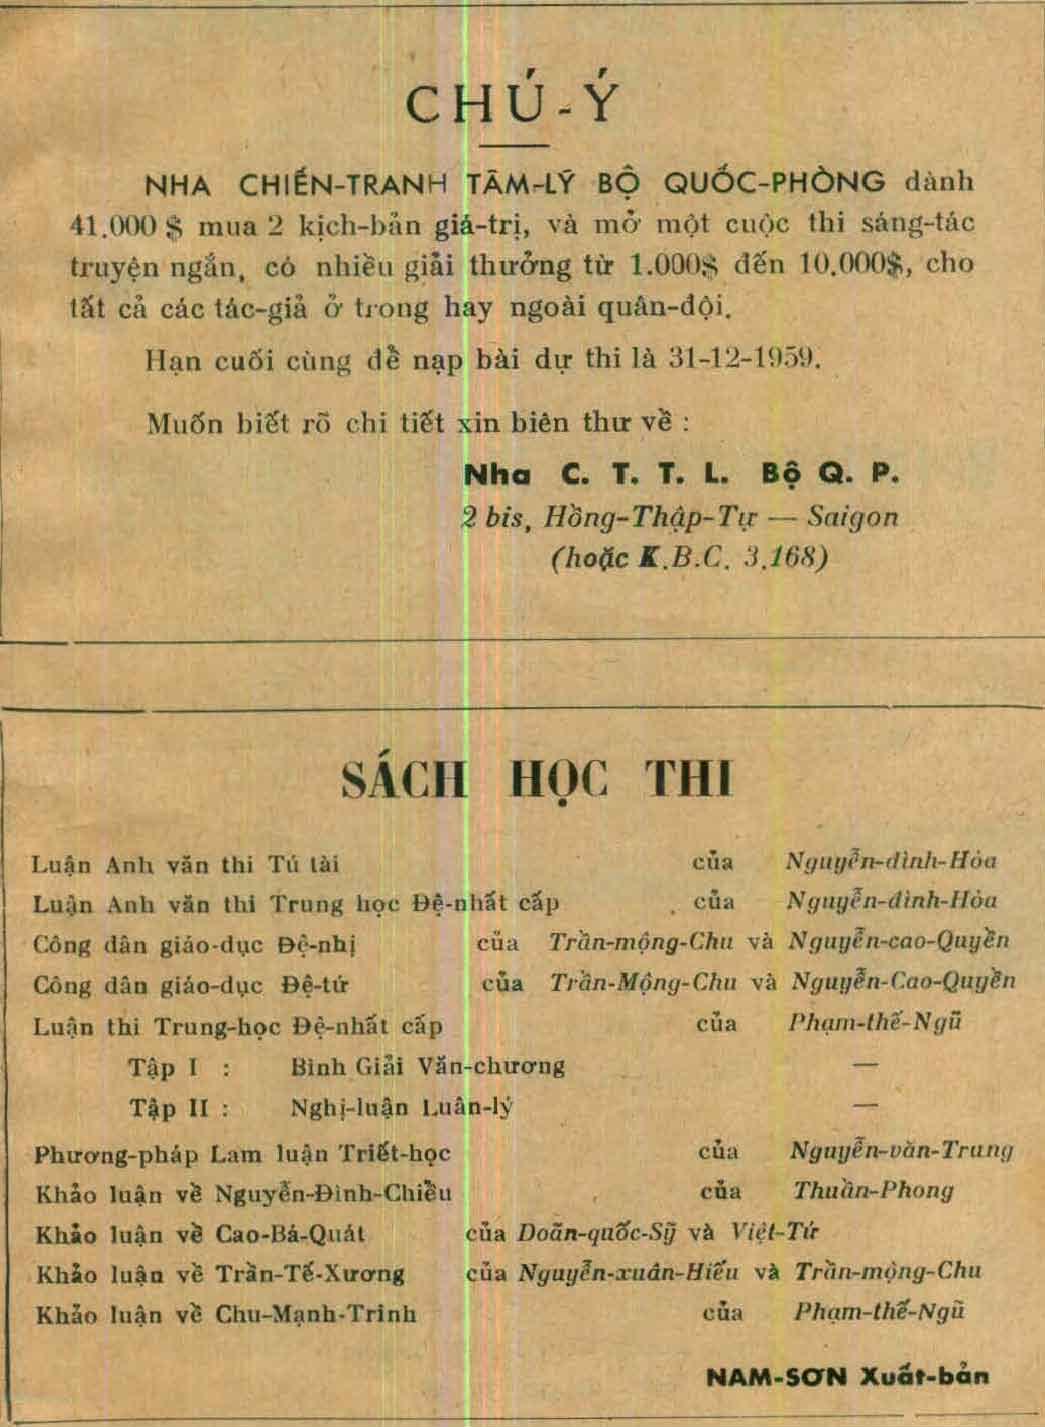 CHÚ-Ý
NHA CHIẾN-TRANH TÂM-LÝ BỘ QUỐC-PHÒNG dành
41.000 $ mua 2 kịch-bản giá-trị, và mở một cuộc thi sáng-tác
truyện ngắn, có nhiều giải thưởng từ 1.000$ đến 10.000$, cho
tất cả các tác-giả ở trong hay ngoài quân-đội.
Hạn cuối cùng để nạp bài dự thi là 31-12-1959.
Muốn biết rõ chi tiết xin biên thư về :
Nha C. T. T. L. Bộ Q. P.
2 bis, Hồng-Thập-Tự — Saigon
(hoặc K.B.C. 3.168)
SÁCH HỌC THI
Luận Anh văn thi Tú tài của Nguyễn-đình-Hòa
Luận Anh văn thi Trung học Đệ-nhất cấp của Nguyễn-đình-Hòa
Công dân giáo-dục Đệ-nhị của Trần-mộng-Chu và Nguyễn-cao-Quyền
Công dân giáo-dục Đệ-tứ của Trần-Mộng-Chu và Nguyễn-Cao-Quyền
Luận thi Trung-học Đệ-nhất cấp của Phạm-thế-Ngũ
Tập I : Bình Giải Văn-chương —
Tập II : Nghị-luận Luân-lý —
Phương-pháp Lam luận Triết-học của Nguyễn-văn-Trung
Khảo luận về Nguyễn-Đình-Chiều của Thuần-Phong
Khảo luận về Cao-Bá-Quát của Doãn-quốc-Sỹ và Việt-Tử
Khảo luận về Trần-Tế-Xương của Nguyễn-xuân-Hiếu và Trần-mộng-Chu
Khảo luận về Chu-Mạnh-Trinh của Phạm-thế-Ngũ
NAM-SƠN Xuất-bản